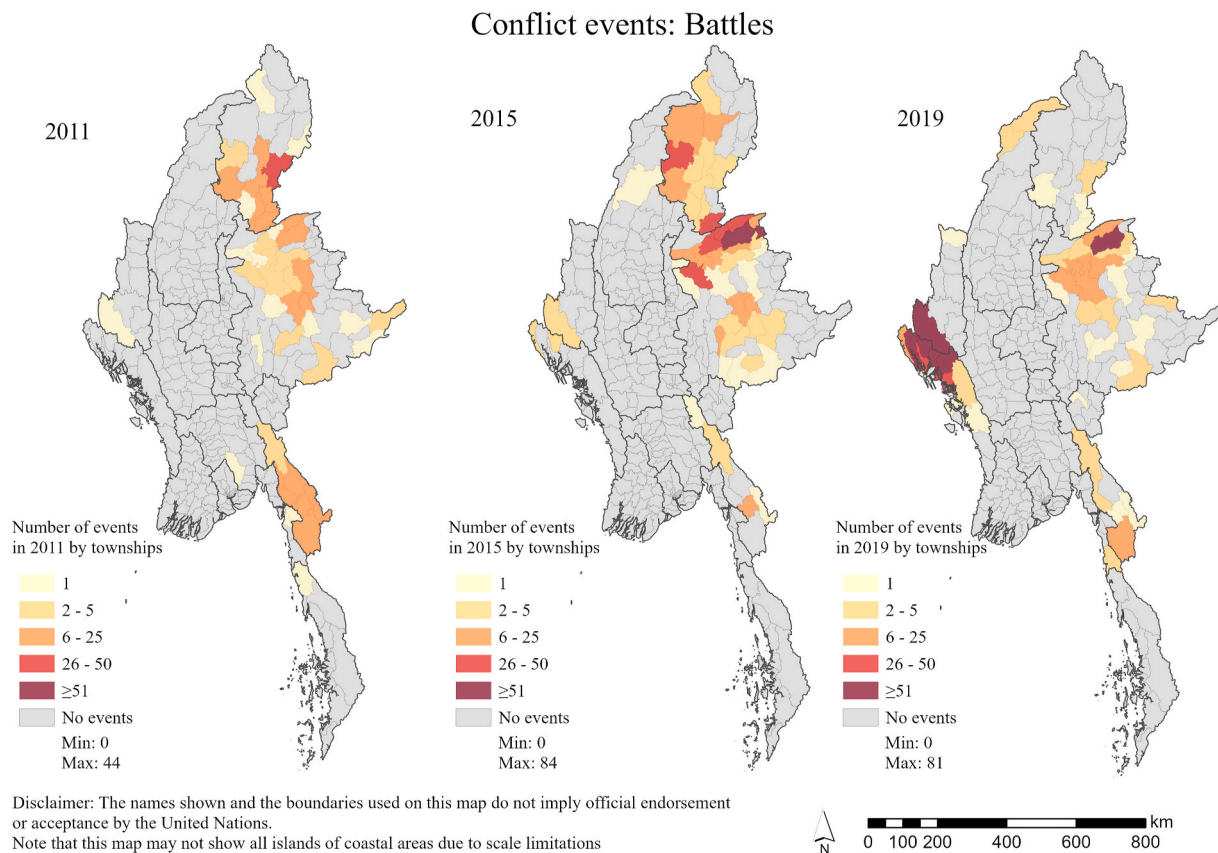 Conflict events: Battles
2011
2015
2019
Number of events
in 2011 by townships
1
2 - 5
6 - 25
26 - 50
≥51
No events
Min: 0
Max: 44
Number of events
in 2015 by townships
1
2 - 5
6 - 25
26 - 50
≥51
No events
Min: 0
Max: 84
Number of events
in 2019 by townships
1
2 - 5
6 - 25
26 - 50
≥51
No events
Min: 0
Max: 81
Disclaimer: The names shown and the boundaries used on this map do not imply official endorsement
or acceptance by the United Nations.
Note that this map may not show all islands of coastal areas due to scale limitations
N
km
0 100 200 400 600 800